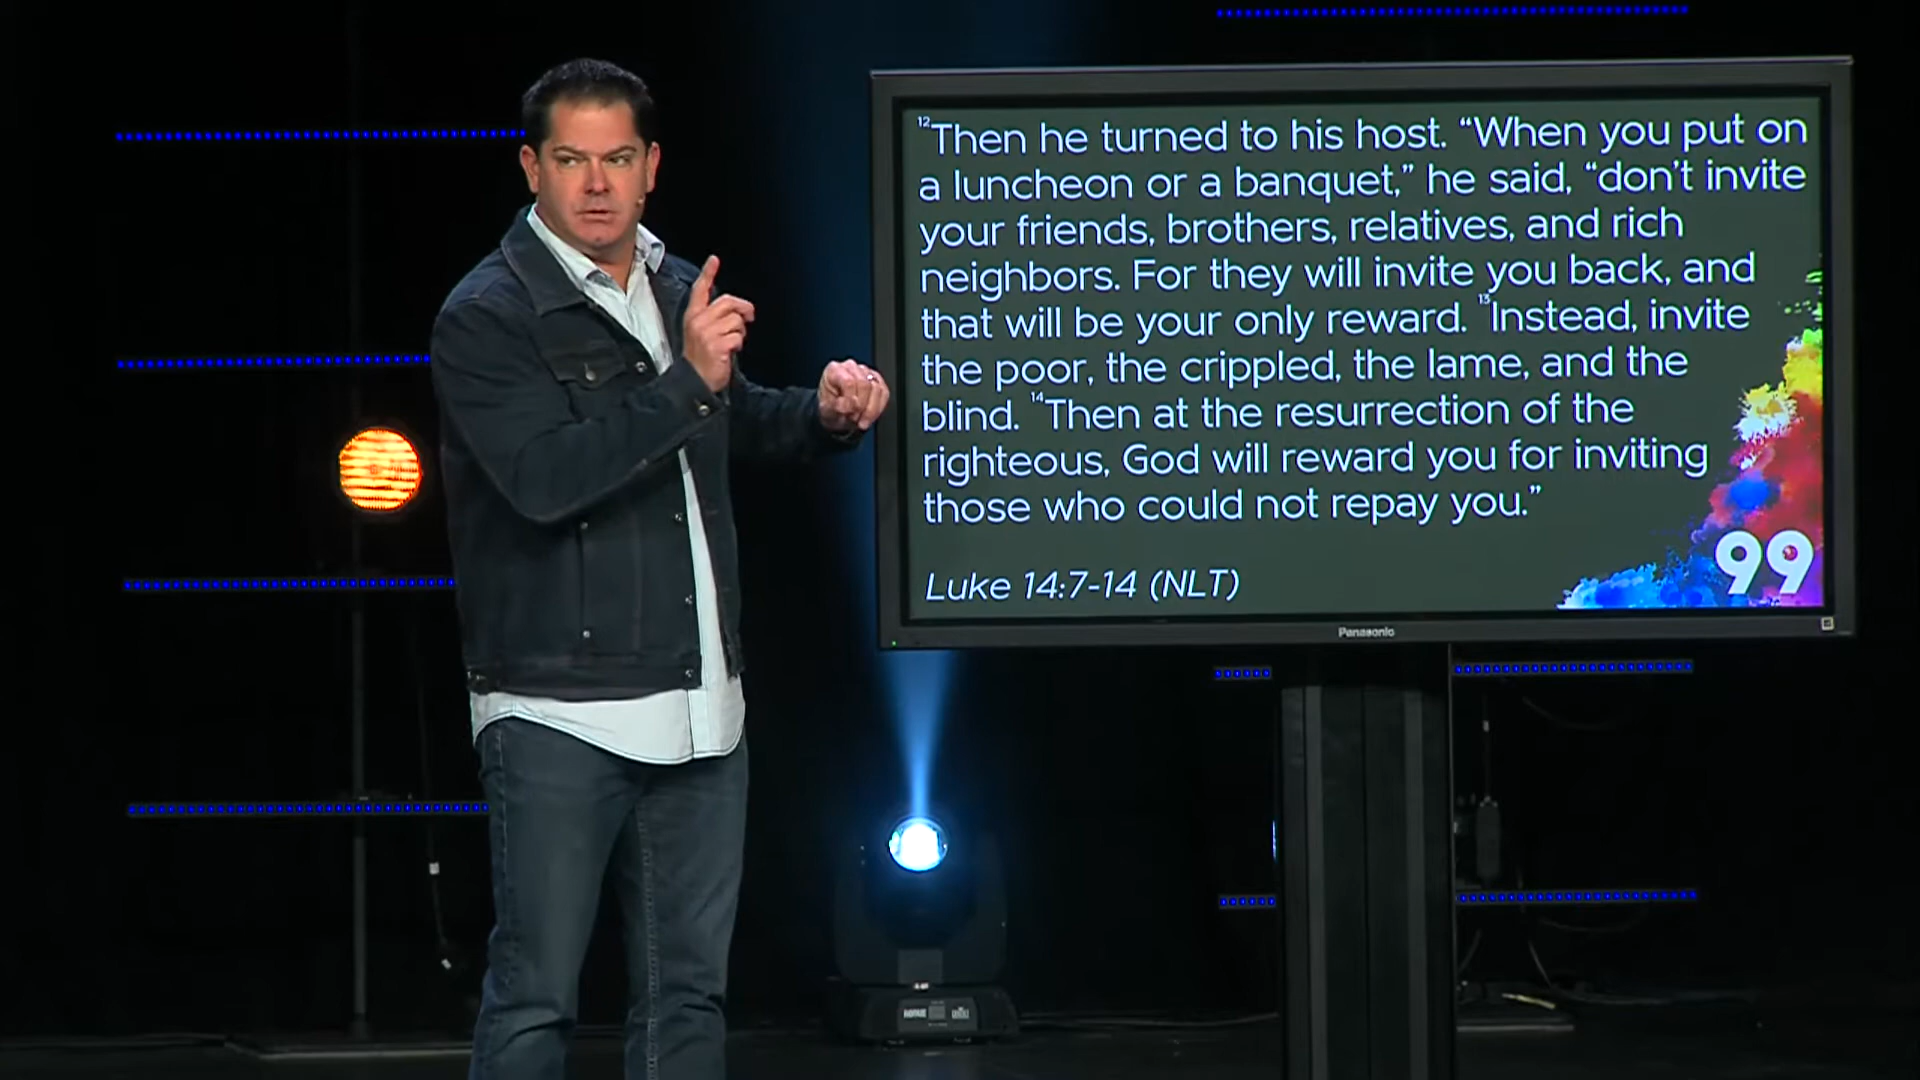 ¹²Then he turned to his host. “When you put on
a luncheon or a banquet,” he said, “don’t invite
your friends, brothers, relatives, and rich
neighbors. For they will invite you back, and
that will be your only reward. ¹³Instead, invite
the poor, the crippled, the lame, and the
blind. ¹⁴Then at the resurrection of the
righteous, God will reward you for inviting
those who could not repay you.”
Luke 14:7-14 (NLT)
99
Panasonic